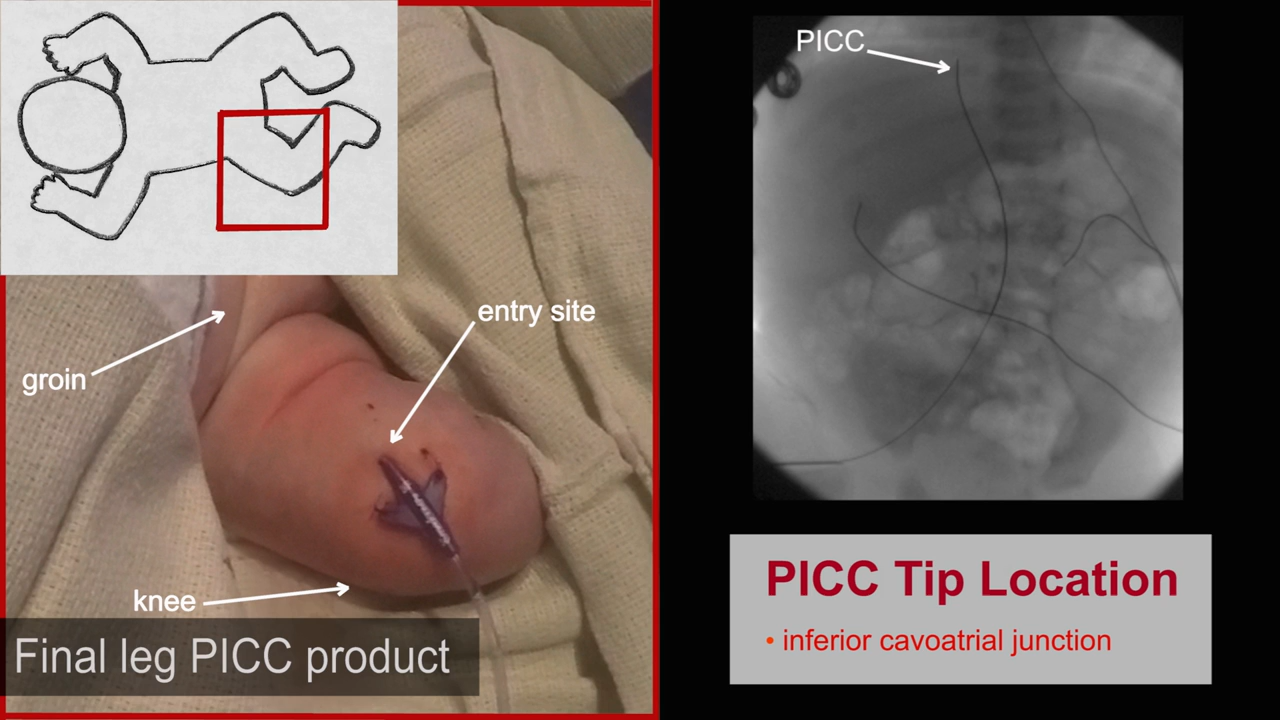 groin
entry site
knee
Final leg PICC product
PICC
PICC Tip Location
• inferior cavoatrial junction